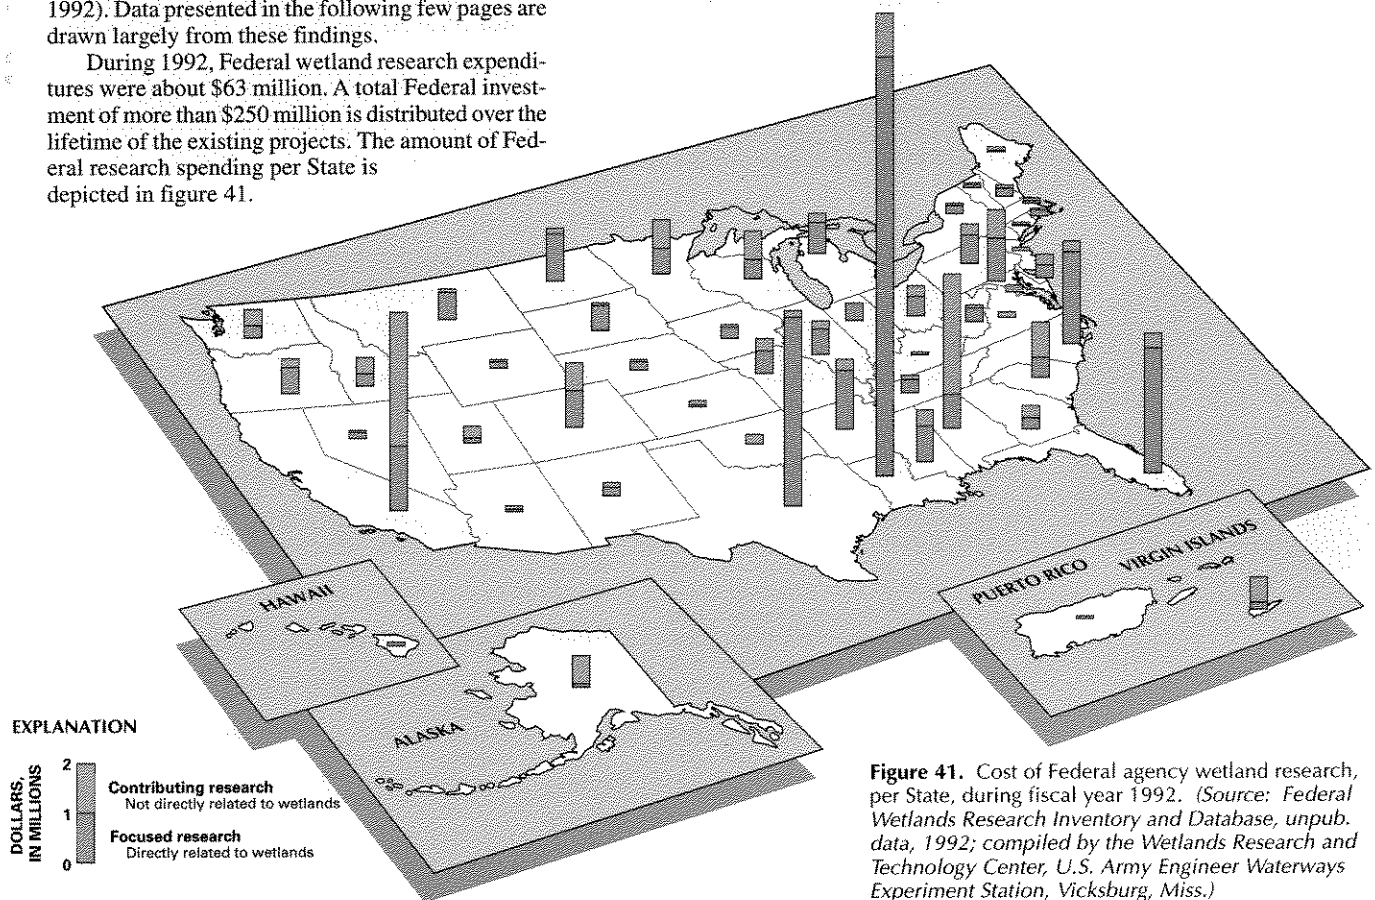 1992). Data presented in the following few pages are
drawn largely from these findings.
During 1992, Federal wetland research expendi-
tures were about $63 million. A total Federal invest-
ment of more than $250 million is distributed over the
lifetime of the existing projects. The amount of Fed-
eral research spending per State is
depicted in figure 41.
HAWAII
ALASKA
PUERTO RICO
VIRGIN ISLANDS
EXPLANATION
DOLLARS,
IN MILLIONS
2
1
0
Contributing research
Not directly related to wetlands
Focused research
Directly related to wetlands
Figure 41. Cost of Federal agency wetland research,
per State, during fiscal year 1992. (Source: Federal
Wetlands Research Inventory and Database, unpub.
data, 1992; compiled by the Wetlands Research and
Technology Center, U.S. Army Engineer Waterways
Experiment Station, Vicksburg, Miss.)